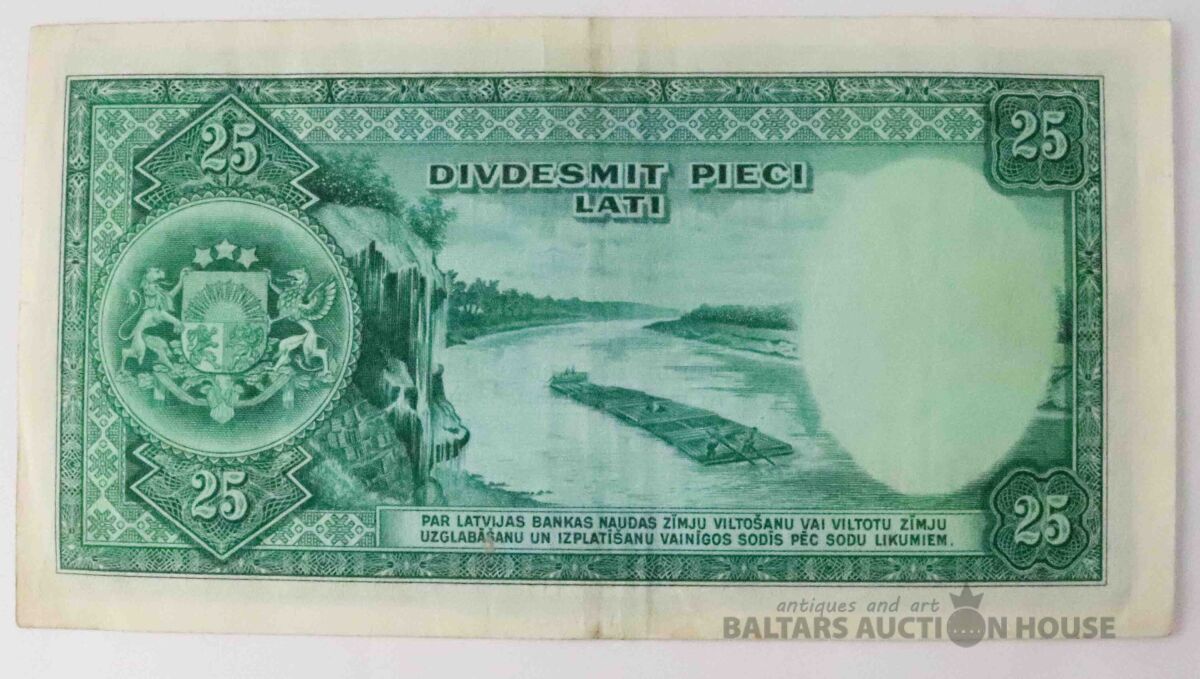 25
25
DIVDESMIT PIECI
LATI
25
25
PAR LATVIJAS BANKAS NAUDAS ZĪMJU VILTOŠANU VAI VILTOTU ZĪMJU
UZGLABĀŠANU UN IZPLATĪŠANU VAINĪGOS SODĪS PĒC SODU LIKUMIEM.
antiques and art
BALTARS AUCTION HOUSE